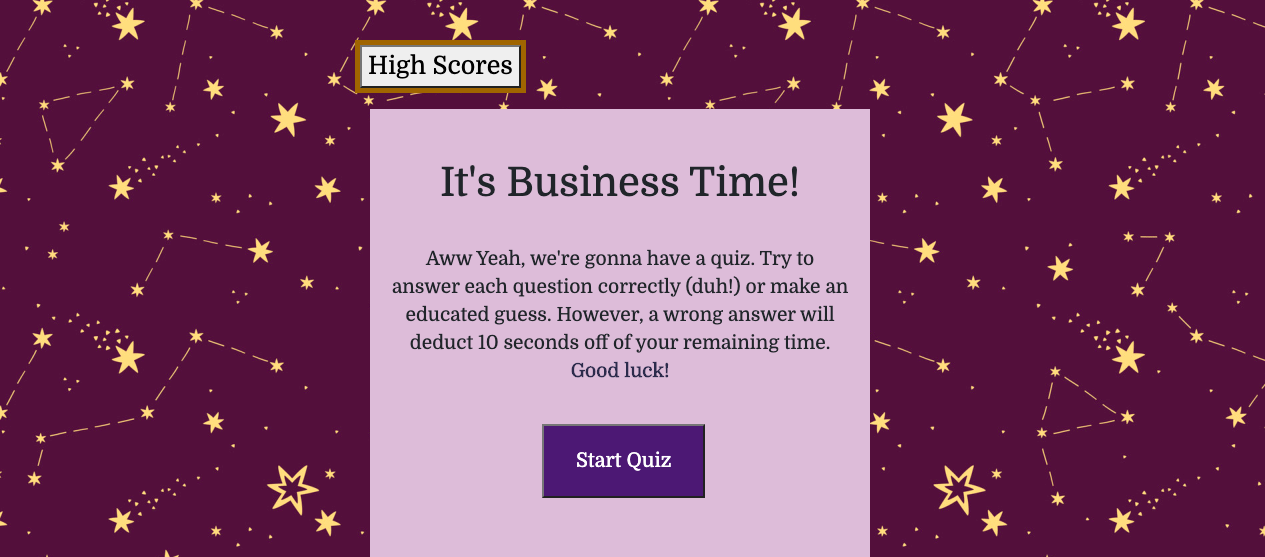 High Scores
It's Business Time!
Aww Yeah, we're gonna have a quiz. Try to
answer each question correctly (duh!) or make an
educated guess. However, a wrong answer will
deduct 10 seconds off of your remaining time.
Good luck!
Start Quiz